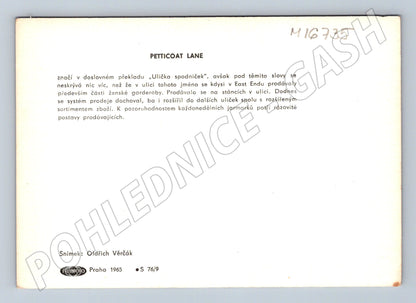 M 16735
PETTICOAT LANE
značí v doslovném překladu „Ulička spodniček", avšak pod těmito slovy se
neskrývá nic víc, než že v ulici tohoto jména se kdysi v East Endu prodávaly
především části ženské garderoby. Prodávalo se na stáncích v ulici. Dodnes
se systém prodeje dochoval, ba i rozšířil do dalších uliček spolu s rozšířeným
sortimentem zboží. K pozoruhodnostem každonedělních jarmarků patří vězovité
postavy prodávajících.
POHLEDNICE - GASH
Snímek: Oldřich Věrčák
Praha 1965 ● S 76/9